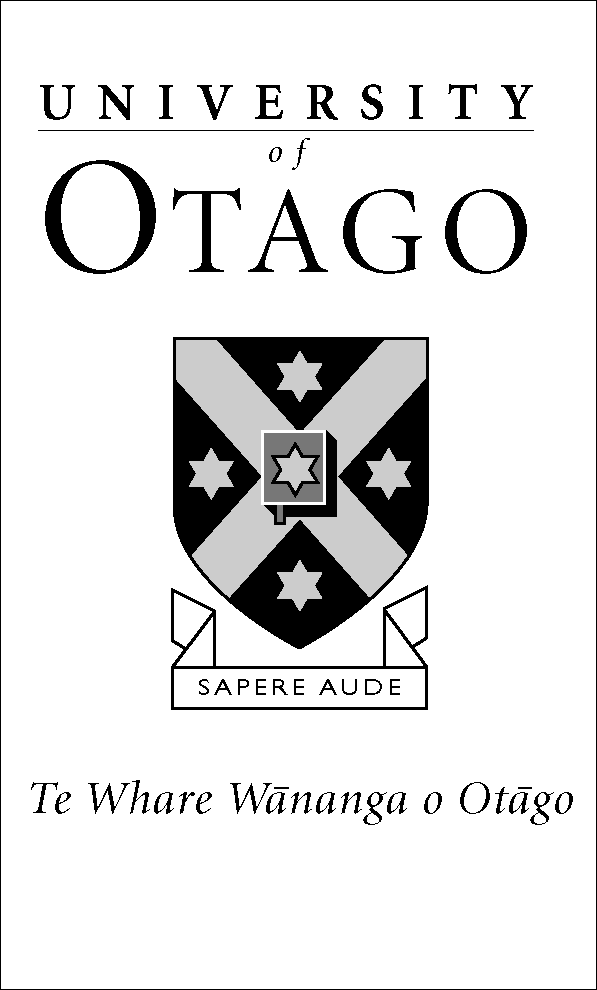 UNIVERSITY
of
OTAGO
SAPERE AUDE
Te Whare Wānanga o Otāgo